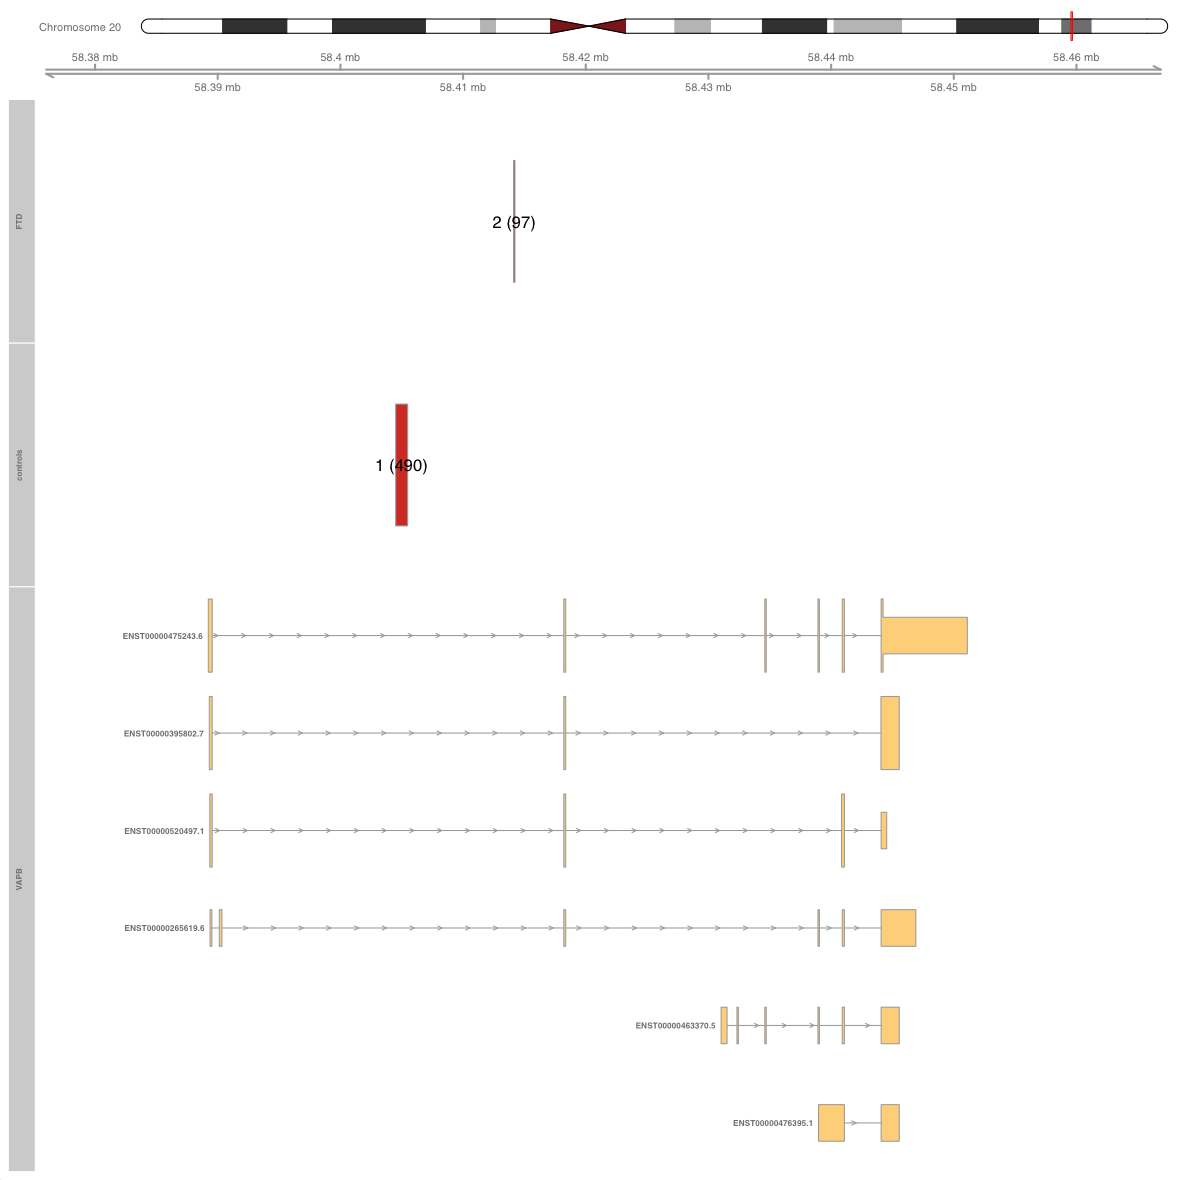 Chromosome 20
58.38 mb 58.4 mb 58.42 mb 58.44 mb 58.46 mb
58.39 mb 58.41 mb 58.43 mb 58.45 mb
FTD
2 (97)
controls
1 (490)
VAPB
ENST00000475243.6
ENST00000395802.7
ENST00000520497.1
ENST00000265619.6
ENST00000463370.5
ENST00000476395.1